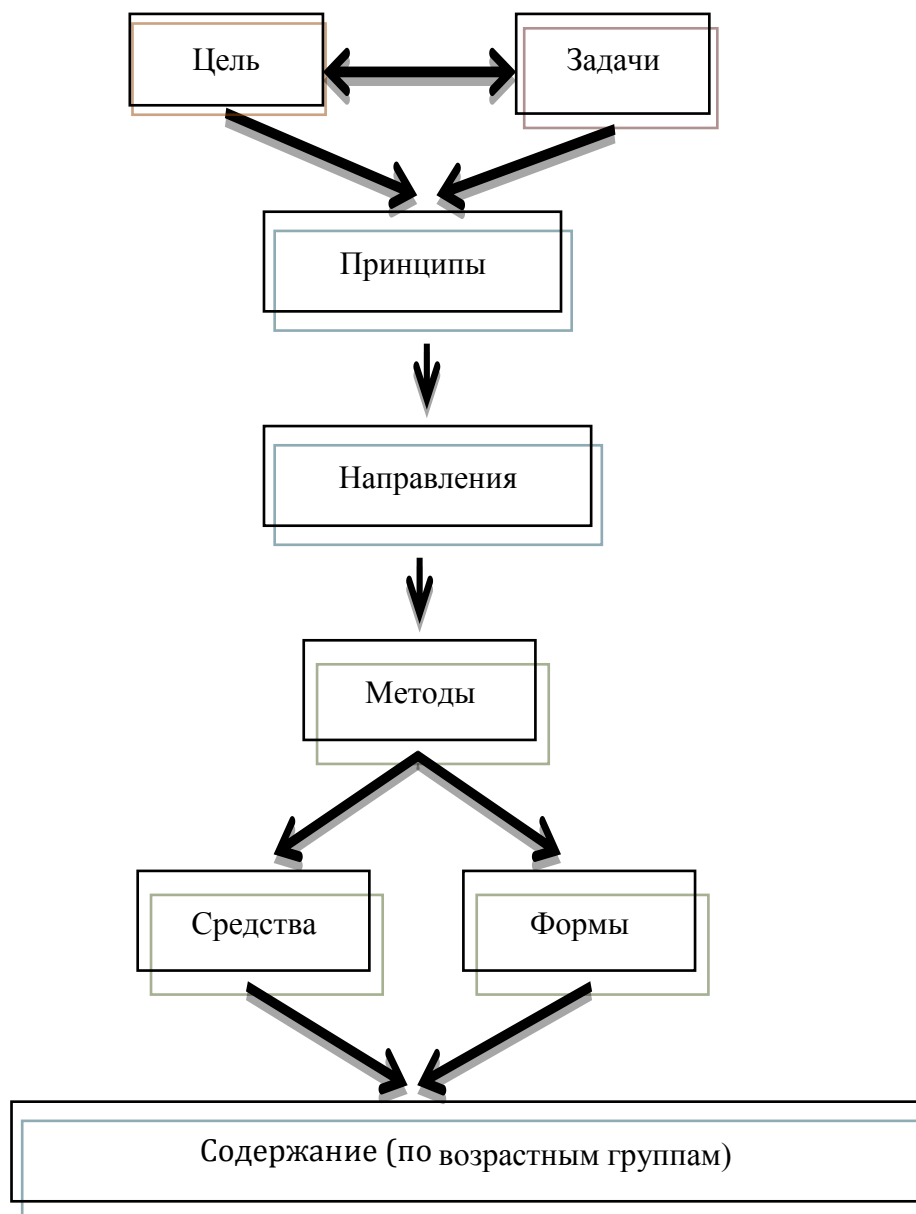 Цель
Задачи
Принципы
Направления
Методы
Средства
Формы
Содержание (по возрастным группам)